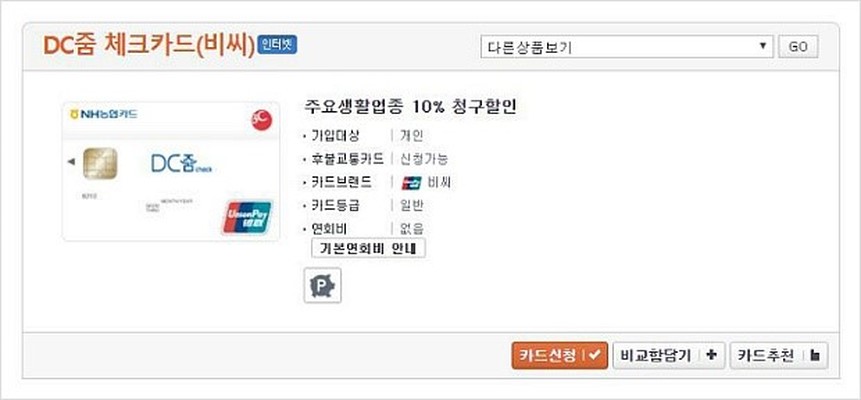 DC줌 체크카드(비씨) 인터넷
다른상품보기 ▼ GO
NH농협카드
DC줌 check
UnionPay
银联
주요생활업종 10% 청구할인
· 가입대상 | 개인
· 후불교통카드 | 신청가능
· 카드브랜드 | 비씨
· 카드등급 | 일반
· 연회비 | 없음
기본연회비 안내
P
카드신청
비교함담기
카드추천